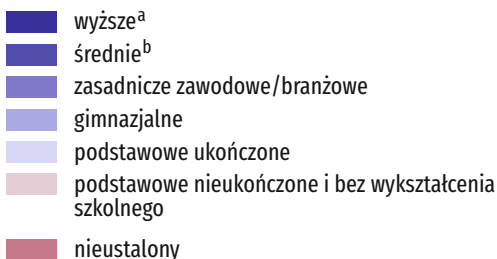 wyższeᵃ
średnieᵇ
zasadnicze zawodowe/branżowe
gimnazjalne
podstawowe ukończone
podstawowe nieukończone i bez wykształcenia
szkolnego
nieustalony